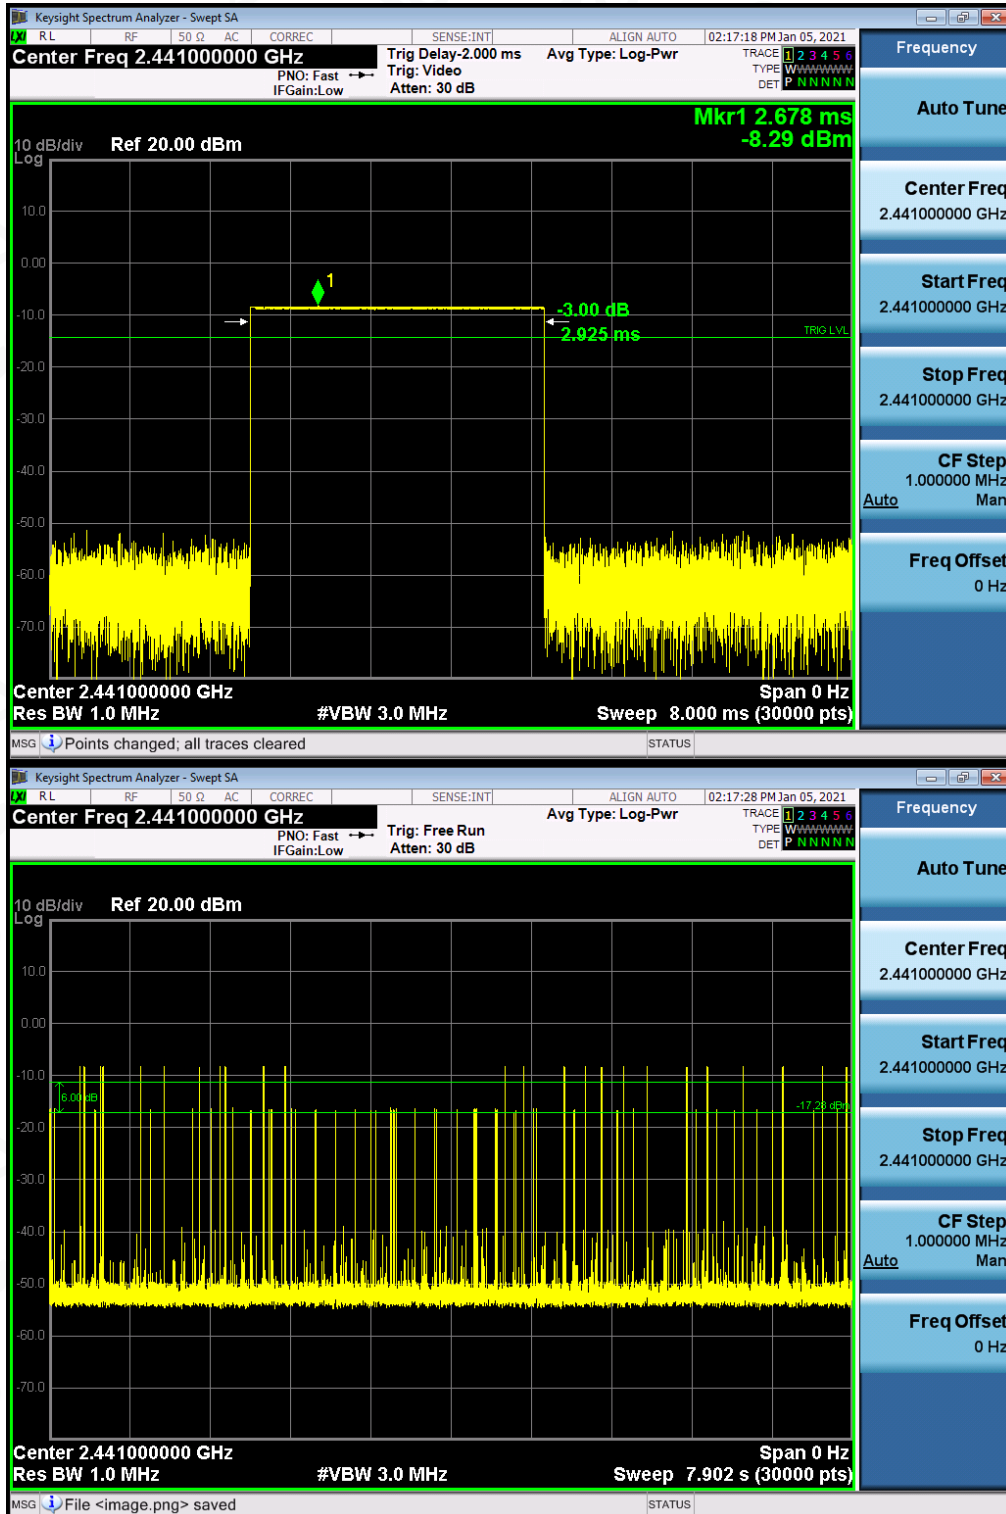 Keysight Spectrum Analyzer - Swept SA
LXI RL RF 50 Ω AC CORREC SENSE:INT ALIGN AUTO 02:17:18 PM Jan 05, 2021
Center Freq 2.441000000 GHz
PNO: Fast
IFGain:Low
Trig Delay-2.000 ms
Trig: Video
Atten: 30 dB
Avg Type: Log-Pwr
TRACE 1 2 3 4 5 6
TYPE WWWWWW
DET P N N N N N
Mkr1 2.678 ms
-8.29 dBm
10 dB/div Ref 20.00 dBm
Log
10.0
0.00
1
-10.0
-3.00 dB
2.925 ms
TRIG LVL
-20.0
-30.0
-40.0
-50.0
-60.0
-70.0
Center 2.441000000 GHz Span 0 Hz
Res BW 1.0 MHz #VBW 3.0 MHz Sweep 8.000 ms (30000 pts)
MSG Points changed; all traces cleared STATUS
Frequency
Auto Tune
Center Freq
2.441000000 GHz
Start Freq
2.441000000 GHz
Stop Freq
2.441000000 GHz
CF Step
1.000000 MHz
Auto Man
Freq Offset
0 Hz
Keysight Spectrum Analyzer - Swept SA
LXI RL RF 50 Ω AC CORREC SENSE:INT ALIGN AUTO 02:17:28 PM Jan 05, 2021
Center Freq 2.441000000 GHz
PNO: Fast
IFGain:Low
Trig: Free Run
Atten: 30 dB
Avg Type: Log-Pwr
TRACE 1 2 3 4 5 6
TYPE WWWWWW
DET P N N N N N
10 dB/div Ref 20.00 dBm
Log
10.0
0.00
-10.0
6.00 dB
-17.28 dBm
-20.0
-30.0
-40.0
-50.0
-60.0
-70.0
Center 2.441000000 GHz Span 0 Hz
Res BW 1.0 MHz #VBW 3.0 MHz Sweep 7.902 s (30000 pts)
MSG File <image.png> saved STATUS
Frequency
Auto Tune
Center Freq
2.441000000 GHz
Start Freq
2.441000000 GHz
Stop Freq
2.441000000 GHz
CF Step
1.000000 MHz
Auto Man
Freq Offset
0 Hz